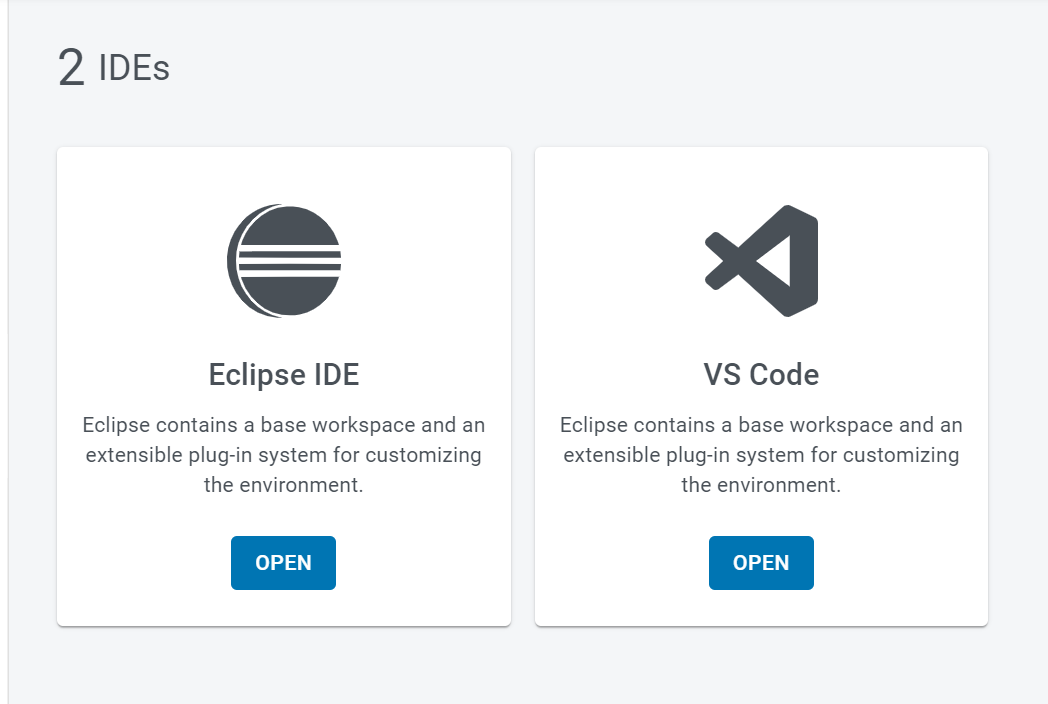 2 IDEs
Eclipse IDE
Eclipse contains a base workspace and an
extensible plug-in system for customizing
the environment.
OPEN
VS Code
Eclipse contains a base workspace and an
extensible plug-in system for customizing
the environment.
OPEN